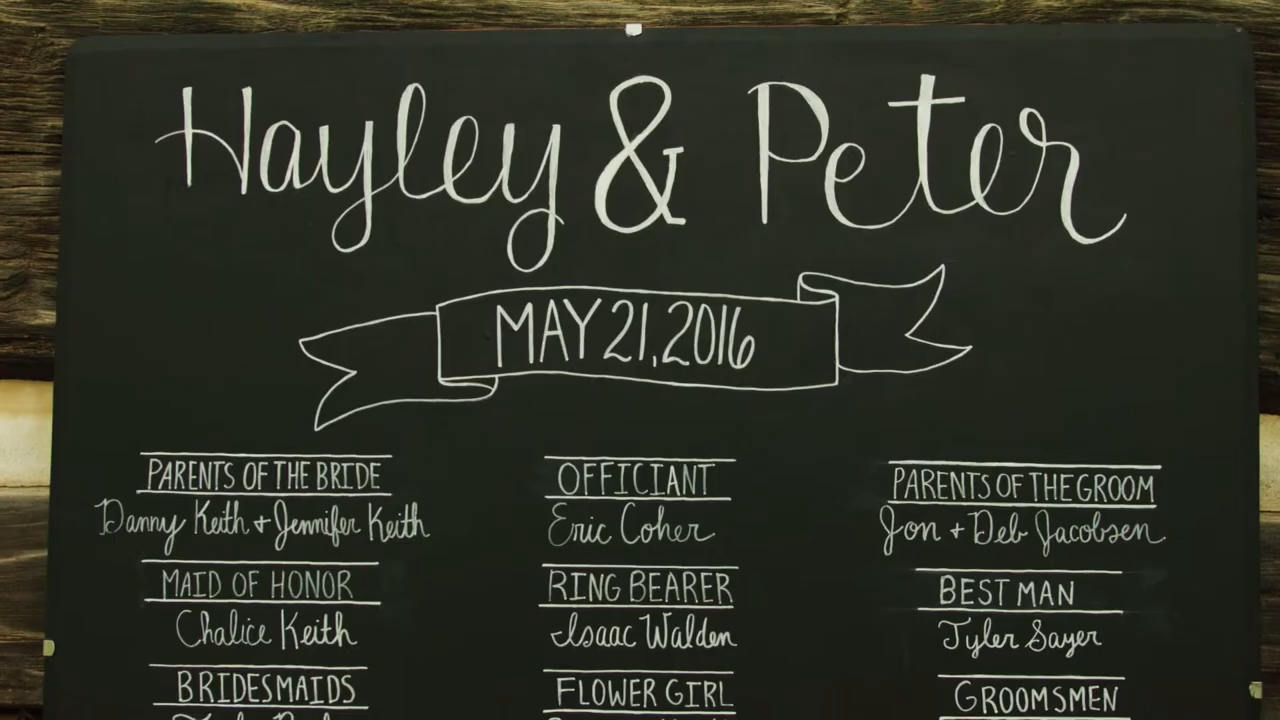 Hayley & Peter
MAY 21, 2016
PARENTS OF THE BRIDE
Danny Keith + Jennifer Keith
MAID OF HONOR
Chalice Keith
BRIDESMAIDS
OFFICIANT
Eric Coher
RING BEARER
Isaac Walden
FLOWER GIRL
PARENTS OF THE GROOM
Jon + Deb Jacobsen
BEST MAN
Tyler Sayer
GROOMSMEN